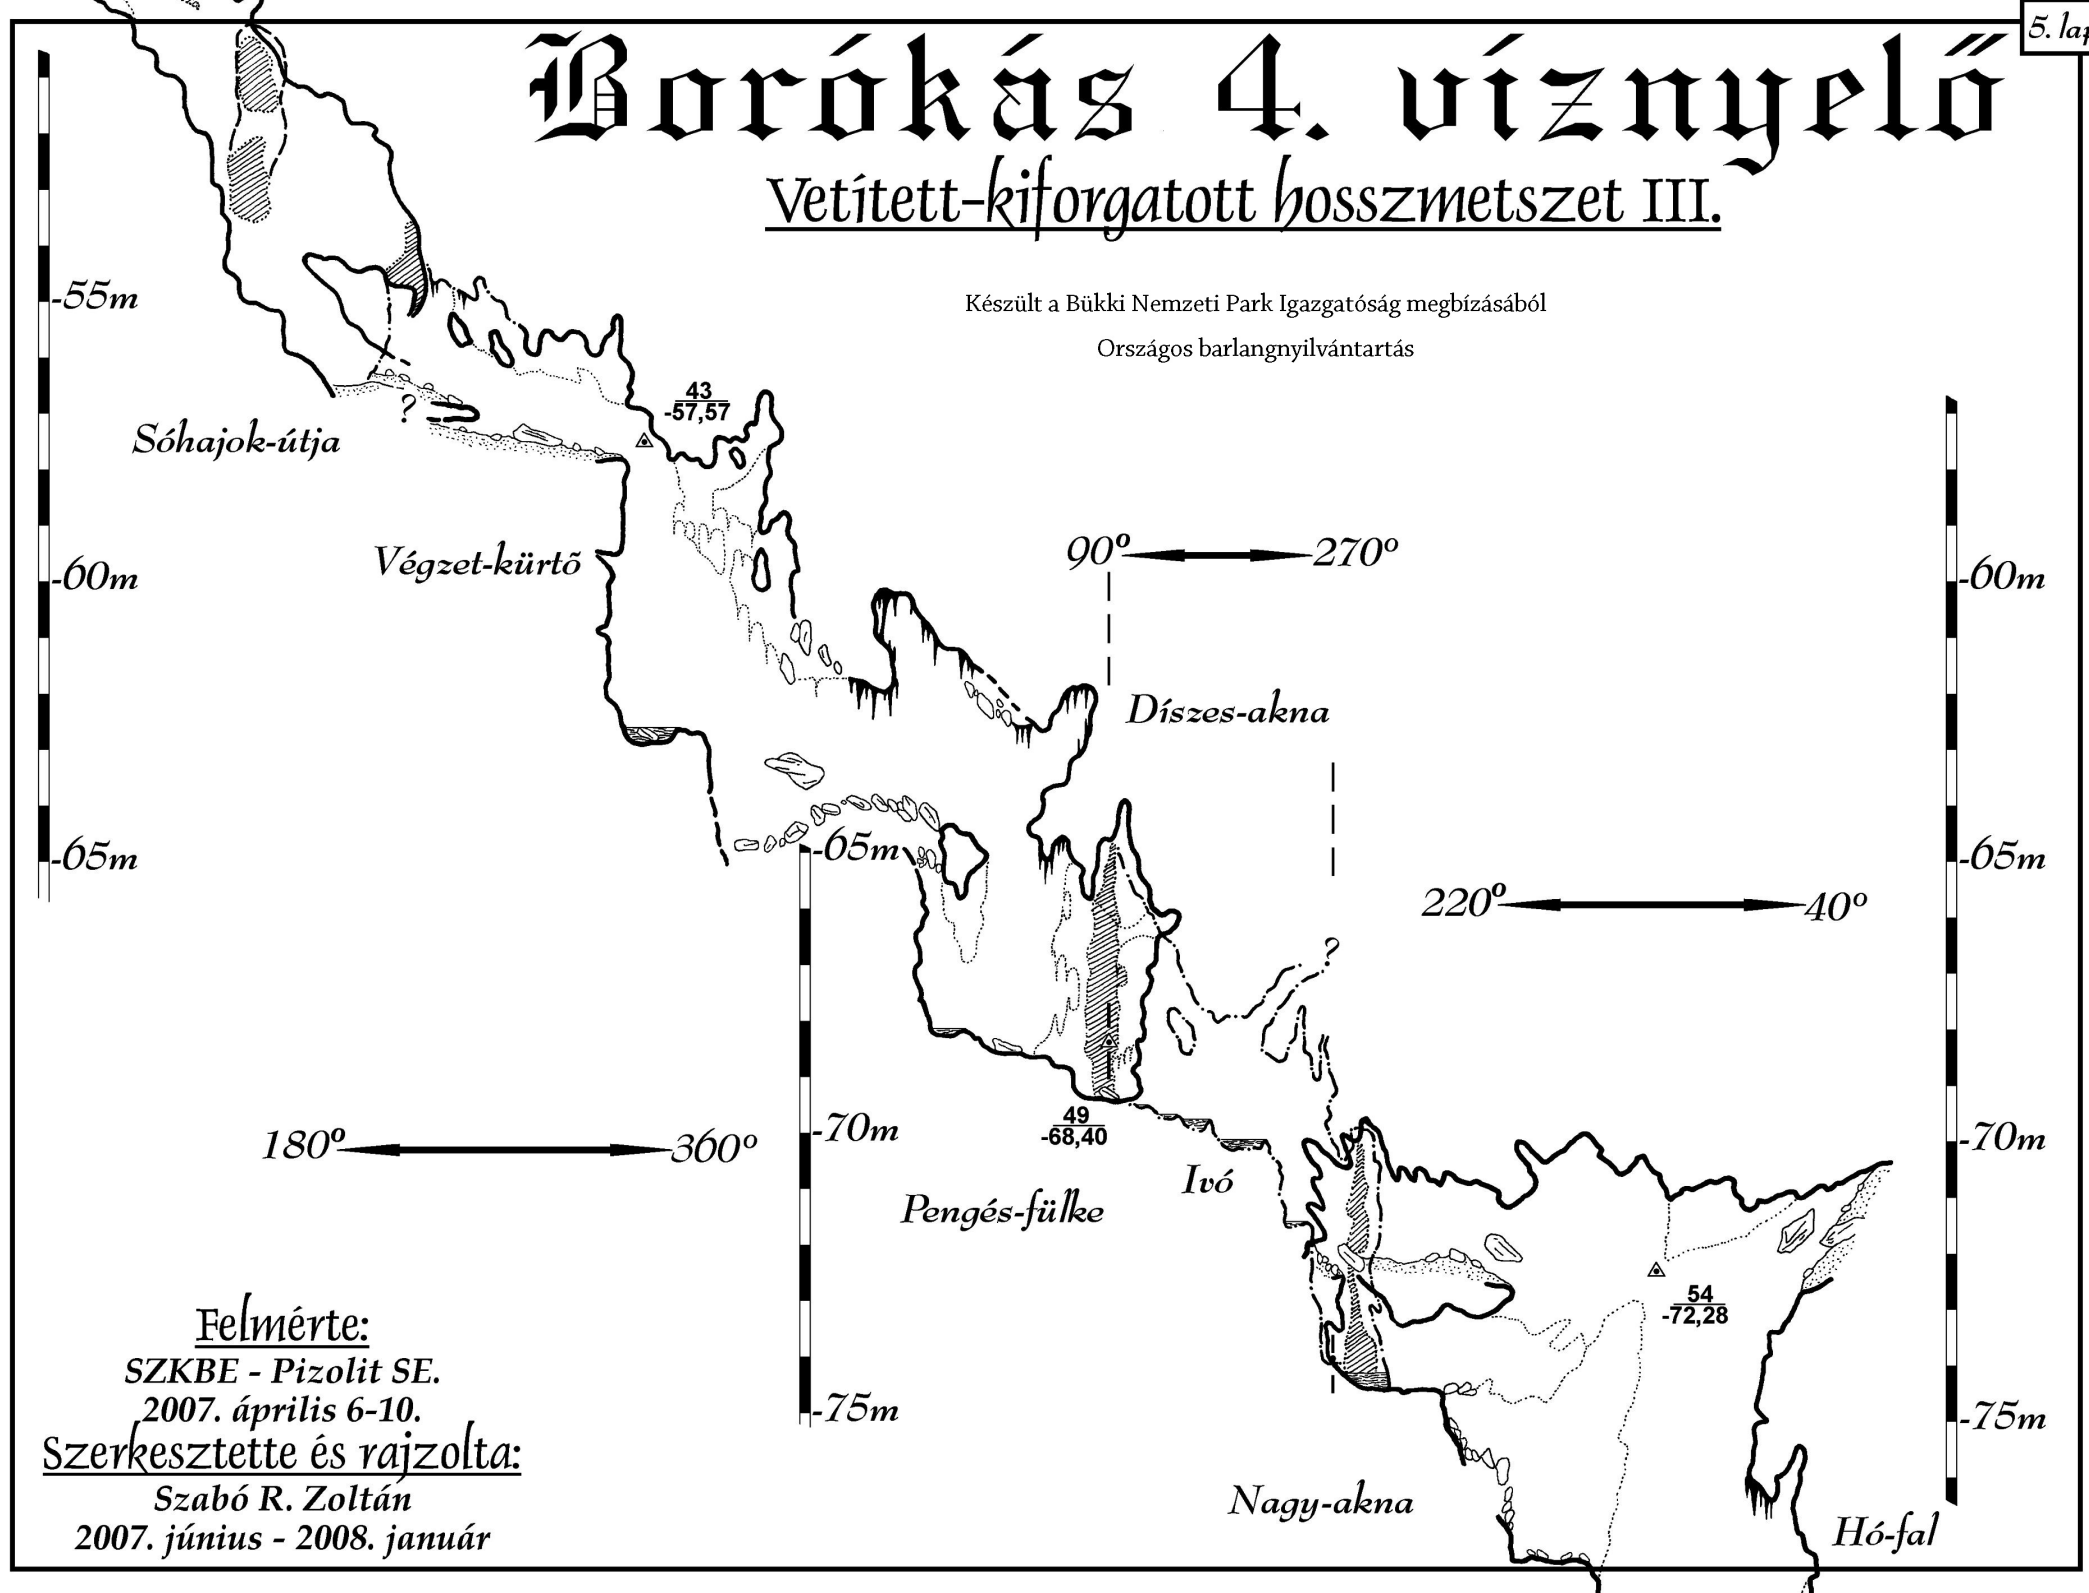 5. lap
Borókás 4. víznyelő
Vetített-kiforgatott hosszmetszet III.
Készült a Bükki Nemzeti Park Igazgatóság megbízásából
Országos barlangnyilvántartás
-55m
43
-57,57
?
Sóhajok-útja
Végzet-kürtő
90° 270°
-60m
-60m
Díszes-akna
-65m
-65m
-65m
220° 40°
?
49
-68,40
-70m
-70m
180° 360°
Ivó
Pengés-fülke
54
-72,28
Felmérte:
SZKBE - Pizolit SE.
2007. április 6-10.
-75m
-75m
Szerkesztette és rajzolta:
Szabó R. Zoltán
2007. június - 2008. január
Nagy-akna
Hó-fal